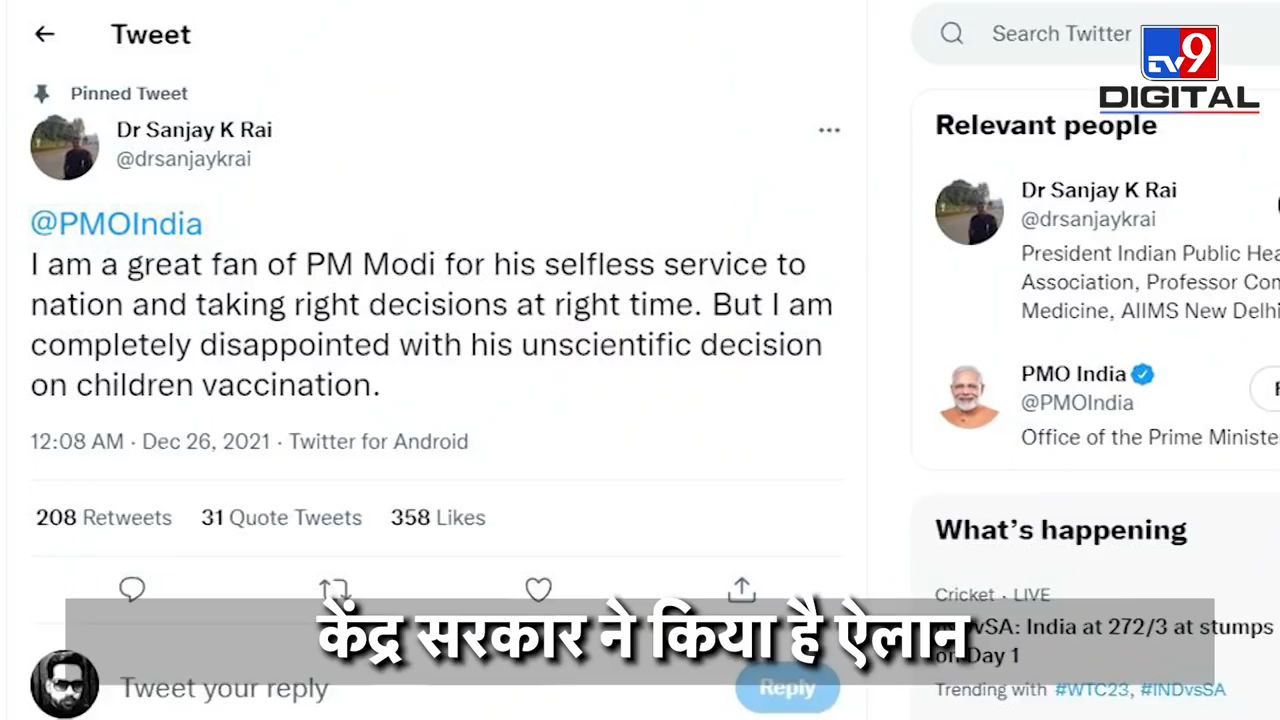 Tweet
Pinned Tweet
Dr Sanjay K Rai
@drsanjaykrai
@PMOIndia
I am a great fan of PM Modi for his selfless service to
nation and taking right decisions at right time. But I am
completely disappointed with his unscientific decision
on children vaccination.
12:08 AM · Dec 26, 2021 · Twitter for Android
208 Retweets 31 Quote Tweets 358 Likes
Tweet your reply
Reply
Search Twitter
TV9
DIGITAL
Relevant people
Dr Sanjay K Rai
@drsanjaykrai
President Indian Public
Association, Professor
Medicine, AIIMS New
PMO India
@PMOIndia
Office of the Prime
What's happening
Cricket · LIVE
India at 272/3 at stumps
on Day 1
Trending with #WTC23, #INDvsSA
केंद्र सरकार ने किया है ऐलान